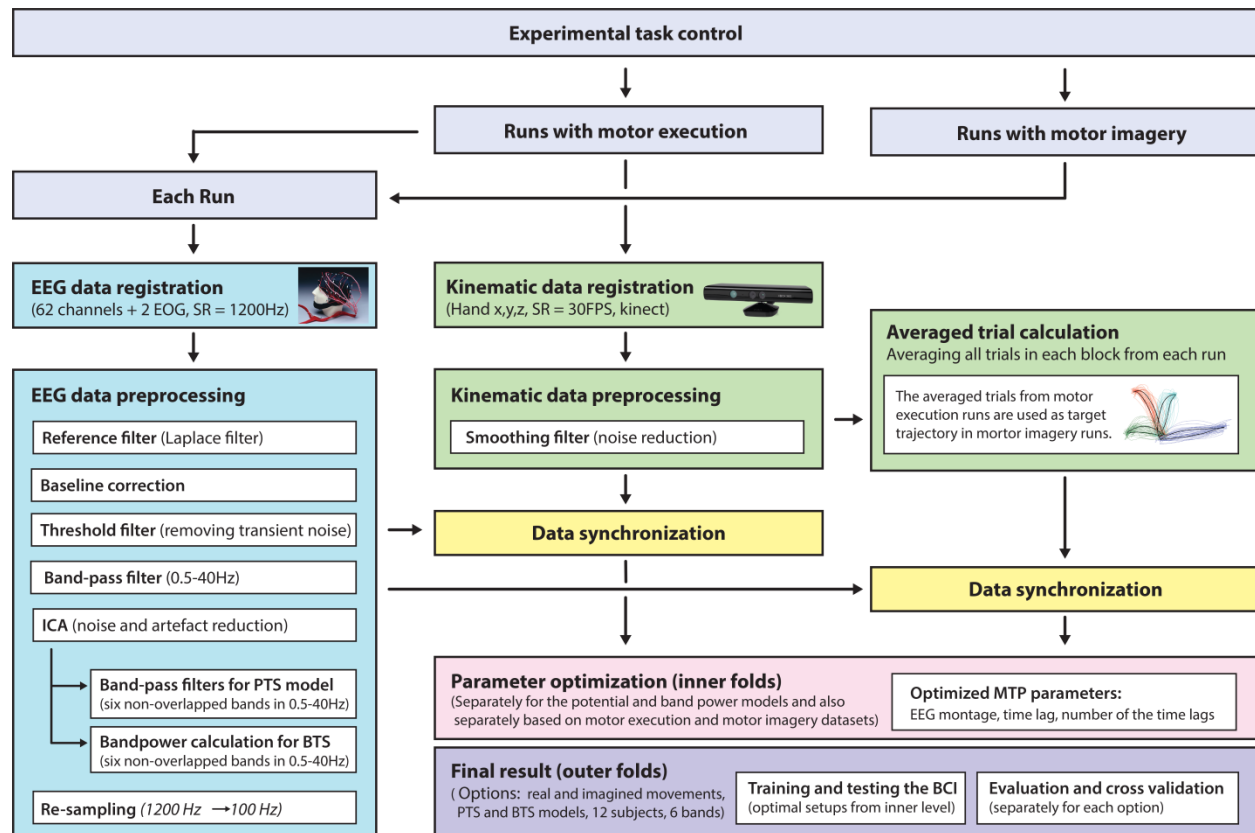 Experimental task control
Runs with motor execution
Runs with motor imagery
Each Run
EEG data registration
(62 channels + 2 EOG, SR = 1200Hz)
Kinematic data registration
(Hand x,y,z, SR = 30FPS, kinect)
Averaged trial calculation
Averaging all trials in each block from each run
The averaged trials from motor
execution runs are used as target
trajectory in mortor imagery runs.
EEG data preprocessing
Reference filter (Laplace filter)
Baseline correction
Threshold filter (removing transient noise)
Band-pass filter (0.5-40Hz)
ICA (noise and artefact reduction)
Band-pass filters for PTS model
(six non-overlapped bands in 0.5-40Hz)
Bandpower calculation for BTS
(six non-overlapped bands in 0.5-40Hz)
Re-sampling (1200 Hz →100 Hz)
Kinematic data preprocessing
Smoothing filter (noise reduction)
Data synchronization
Data synchronization
Parameter optimization (inner folds)
(Separately for the potential and band power models and also
separately based on motor execution and motor imagery datasets)
Optimized MTP parameters:
EEG montage, time lag, number of the time lags
Final result (outer folds)
( Options: real and imagined movements,
PTS and BTS models, 12 subjects, 6 bands)
Training and testing the BCI
(optimal setups from inner level)
Evaluation and cross validation
(separately for each option)